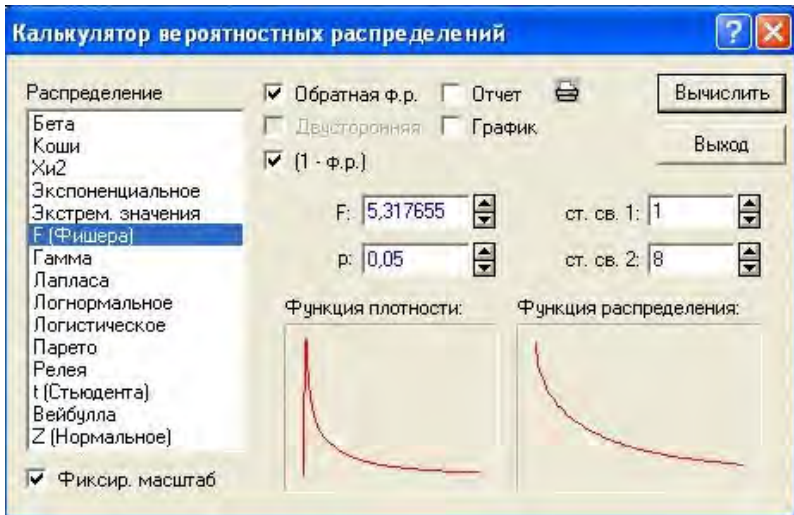 Калькулятор вероятностных распределений
Распределение
Бета
Коши
Хи2
Экспоненциальное
Экстрем. значения
F (Фишера)
Гамма
Лапласа
Логнормальное
Логистическое
Парето
Релея
t (Стьюдента)
Вейбулла
Z (Нормальное)
Фиксир. масштаб
Обратная ф.р.
Отчет
Двусторонняя
График
(1 - ф.р.)
Вычислить
Выход
F: 5,317655
ст. св. 1: 1
p: 0,05
ст. св. 2: 8
Функция плотности:
Функция распределения: